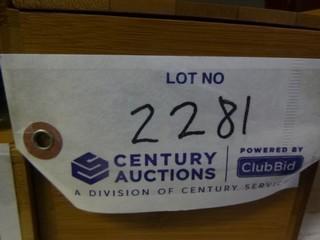 LOT NO
2281
CENTURY AUCTIONS
POWERED BY
ClubBid
A DIVISION OF CENTURY